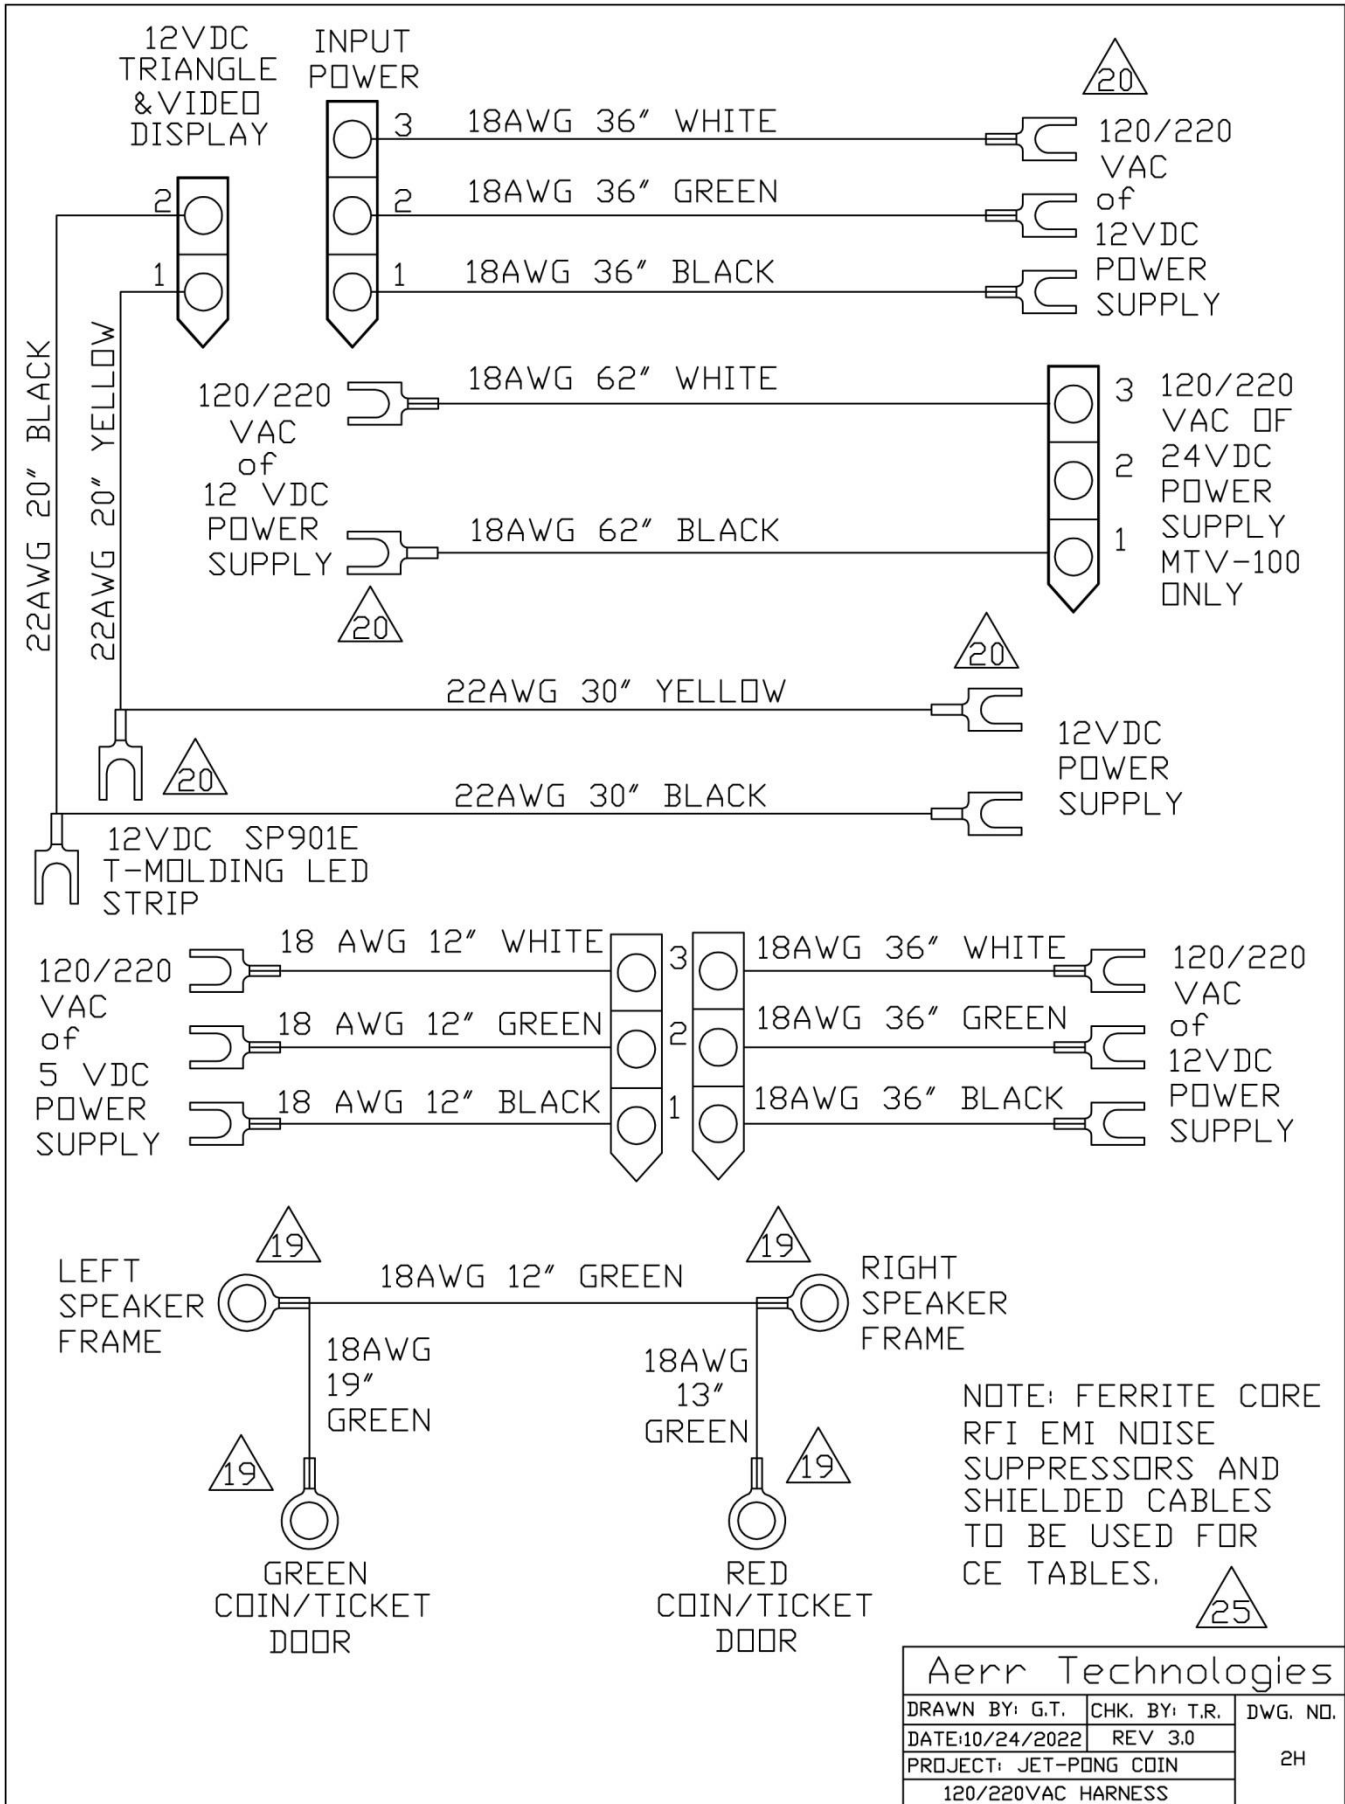 12VDC
TRIANGLE
&VIDEO
DISPLAY
INPUT
POWER
20
3
18AWG 36" WHITE
2
18AWG 36" GREEN
1
18AWG 36" BLACK
120/220
VAC
of
12VDC
POWER
SUPPLY
2
1
22AWG 20" BLACK
22AWG 20" YELLOW
120/220
VAC
of
12 VDC
POWER
SUPPLY
20
18AWG 62" WHITE
18AWG 62" BLACK
3
2
1
120/220
VAC OF
24VDC
POWER
SUPPLY
MTV-100
ONLY
20
22AWG 30" YELLOW
20
22AWG 30" BLACK
12VDC
POWER
SUPPLY
12VDC SP901E
T-MOLDING LED
STRIP
120/220
VAC
of
5 VDC
POWER
SUPPLY
18 AWG 12" WHITE
18 AWG 12" GREEN
18 AWG 12" BLACK
3
2
1
18AWG 36" WHITE
18AWG 36" GREEN
18AWG 36" BLACK
120/220
VAC
of
12VDC
POWER
SUPPLY
19
19
LEFT
SPEAKER
FRAME
18AWG 12" GREEN
RIGHT
SPEAKER
FRAME
18AWG
19"
GREEN
18AWG
13"
GREEN
19
19
GREEN
COIN/TICKET
DOOR
RED
COIN/TICKET
DOOR
NOTE: FERRITE CORE
RFI EMI NOISE
SUPPRESSORS AND
SHIELDED CABLES
TO BE USED FOR
CE TABLES.
25
Aerr Technologies
DRAWN BY: G.T.
CHK. BY: T.R.
DWG. NO.
DATE:10/24/2022
REV 3.0
2H
PROJECT: JET-PONG COIN
120/220VAC HARNESS